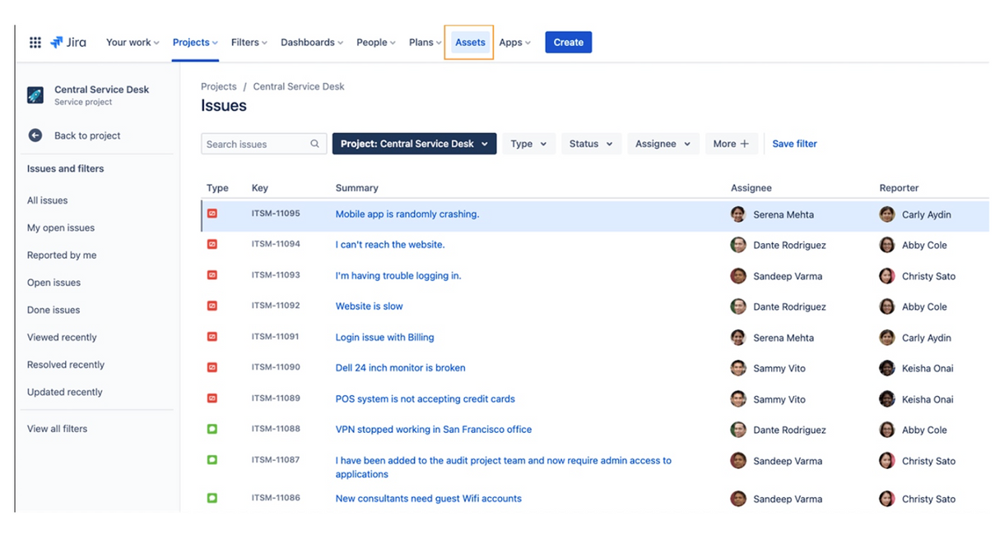 Jira Your work Projects Filters Dashboards People Plans Assets Apps Create
Central Service Desk
Service project
Back to project
Issues and filters
All issues
My open issues
Reported by me
Open issues
Done issues
Viewed recently
Resolved recently
Updated recently
View all filters
Projects / Central Service Desk
Issues
Search issues Project: Central Service Desk Type Status Assignee More + Save filter
Type Key Summary Assignee Reporter
ITSM-11095 Mobile app is randomly crashing. Serena Mehta Carly Aydin
ITSM-11094 I can't reach the website. Dante Rodriguez Abby Cole
ITSM-11093 I'm having trouble logging in. Sandeep Varma Christy Sato
ITSM-11092 Website is slow Dante Rodriguez Abby Cole
ITSM-11091 Login issue with Billing Serena Mehta Carly Aydin
ITSM-11090 Dell 24 inch monitor is broken Sammy Vito Keisha Onai
ITSM-11089 POS system is not accepting credit cards Sammy Vito Keisha Onai
ITSM-11088 VPN stopped working in San Francisco office Dante Rodriguez Abby Cole
ITSM-11087 I have been added to the audit project team and now require admin access to Sandeep Varma Christy Sato
applications
ITSM-11086 New consultants need guest Wifi accounts Sandeep Varma Christy Sato